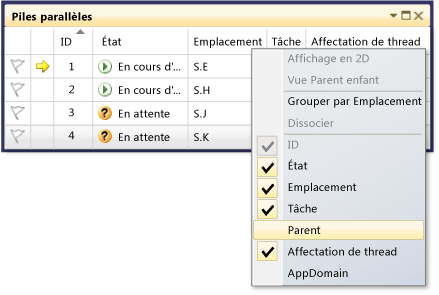 Piles parallèles
ID État Emplacement Tâche Affectation de thread
1 En cours d'... S.E
2 En cours d'... S.H
3 En attente S.J
4 En attente S.K
Affichage en 2D
Vue Parent enfant
Grouper par Emplacement
Dissocier
ID
État
Emplacement
Tâche
Parent
Affectation de thread
AppDomain